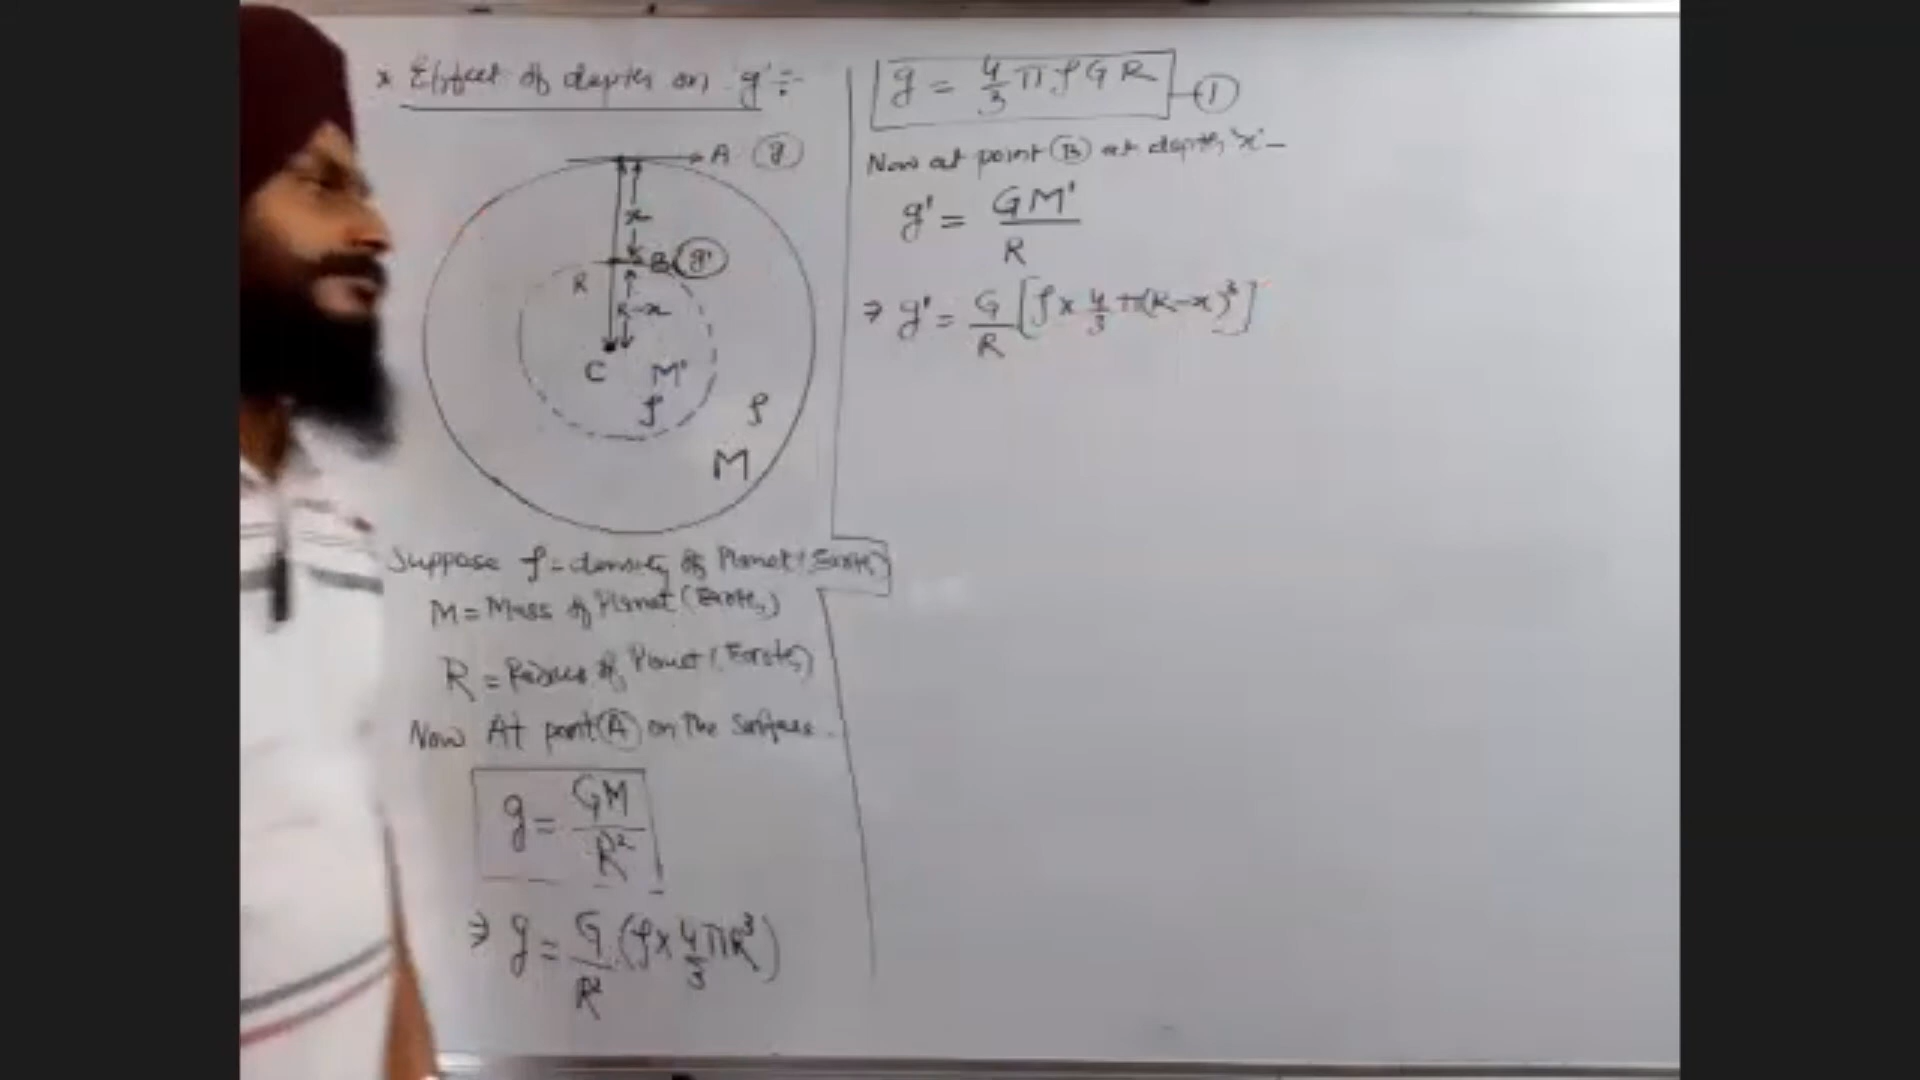 * Effect of depth on g' :-
A (g)
x
B (g')
R
R-x
C M'
ρ ρ
M
Suppose ρ = density of Planet (Earth)
M = Mass of Planet (Earth)
R = Radius of Planet (Earth)
Now At point (A) on The Surface.
g = GM/R²
⇒ g = G/R² (ρ × 4/3 πR³)
g = 4/3 π ρ G R — (1)
Now at point (B) at depth 'x' -
g' = GM'/R
⇒ g' = G/R [ρ × 4/3 π(R-x)³]